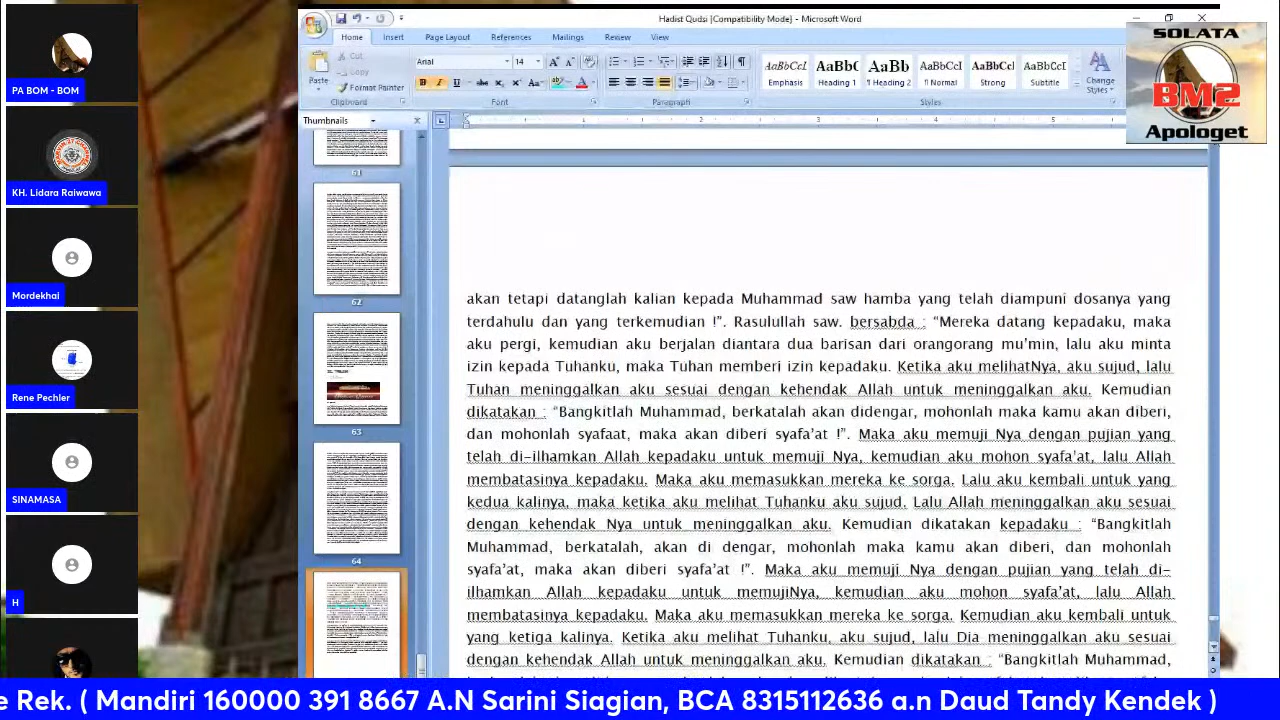 Hadist Qudsi [Compatibility Mode] - Microsoft Word
Home Insert Page Layout References Mailings Review View
Paste
Cut
Copy
Format Painter
Clipboard
Arial 14
Font
Paragraph
AaBbCcI AaBbC AaBb AaBbCcI AaBbCcI AaBbCcI
Emphasis Heading 1 ¶ Heading 2 ¶ Normal Strong Subtitle
Change Styles
Styles
SOLATA
BM2
Apologet
Thumbnails
61
62
63
64
PA BOM - BOM
KH. Lidara Raiwawa
Mordekhai
Rene Pechler
SINAMASA
H
akan tetapi datanglah kalian kepada Muhammad saw hamba yang telah diampuni dosanya yang
terdahulu dan yang terkemudian !”. Rasulullah saw. bersabda : “Mereka datang kepadaku, maka
aku pergi, kemudian aku berjalan diantara dua barisan dari orangorang mu’min, lalu aku minta
izin kepada Tuhanku, maka Tuhan memberi izin kepadaku. Ketika aku melihatNya, aku sujud, lalu
Tuhan meninggalkan aku sesuai dengan kehendak Allah untuk meninggalkan aku. Kemudian
dikatakan : “Bangkitlah Muhammad, berkatalah akan didengar, mohonlah maka kamu akan diberi,
dan mohonlah syafaat, maka akan diberi syafa’at !”. Maka aku memuji Nya dengan pujian yang
telah di-ilhamkan Allah kepadaku untuk memuji Nya, kemudian aku mohon syafa’at, lalu Allah
membatasinya kepadaku. Maka aku memasukkan mereka ke sorga. Lalu aku kembali untuk yang
kedua kalinya, maka ketika aku melihat Tuhanku aku sujud. Lalu Allah meninggalkan aku sesuai
dengan kehendak Nya untuk meninggalkan aku. Kemudian dikatakan kepadaku : “Bangkitlah
Muhammad, berkatalah, akan di dengar, mohonlah maka kamu akan diberi, dan mohonlah
syafa’at, maka akan diberi syafa’at !”. Maka aku memuji Nya dengan pujian yang telah di-
ilhamkan Allah kepadaku untuk memujiNya, kemudian aku mohon syafa’at, lalu Allah
membatasinya kepadaku. Maka aku memasukkan mereka ke sorga. Kemudian aku kembali untuk
yang ketiga kalinya. Ketika aku melihat Tuhanku, aku sujud, lalu Dia meninggalkan aku sesuai
dengan kehendak Allah untuk meninggalkan aku. Kemudian dikatakan : “Bangkitlah Muhammad,
e Rek. ( Mandiri 160000 391 8667 A.N Sarini Siagian, BCA 8315112636 a.n Daud Tandy Kendek )